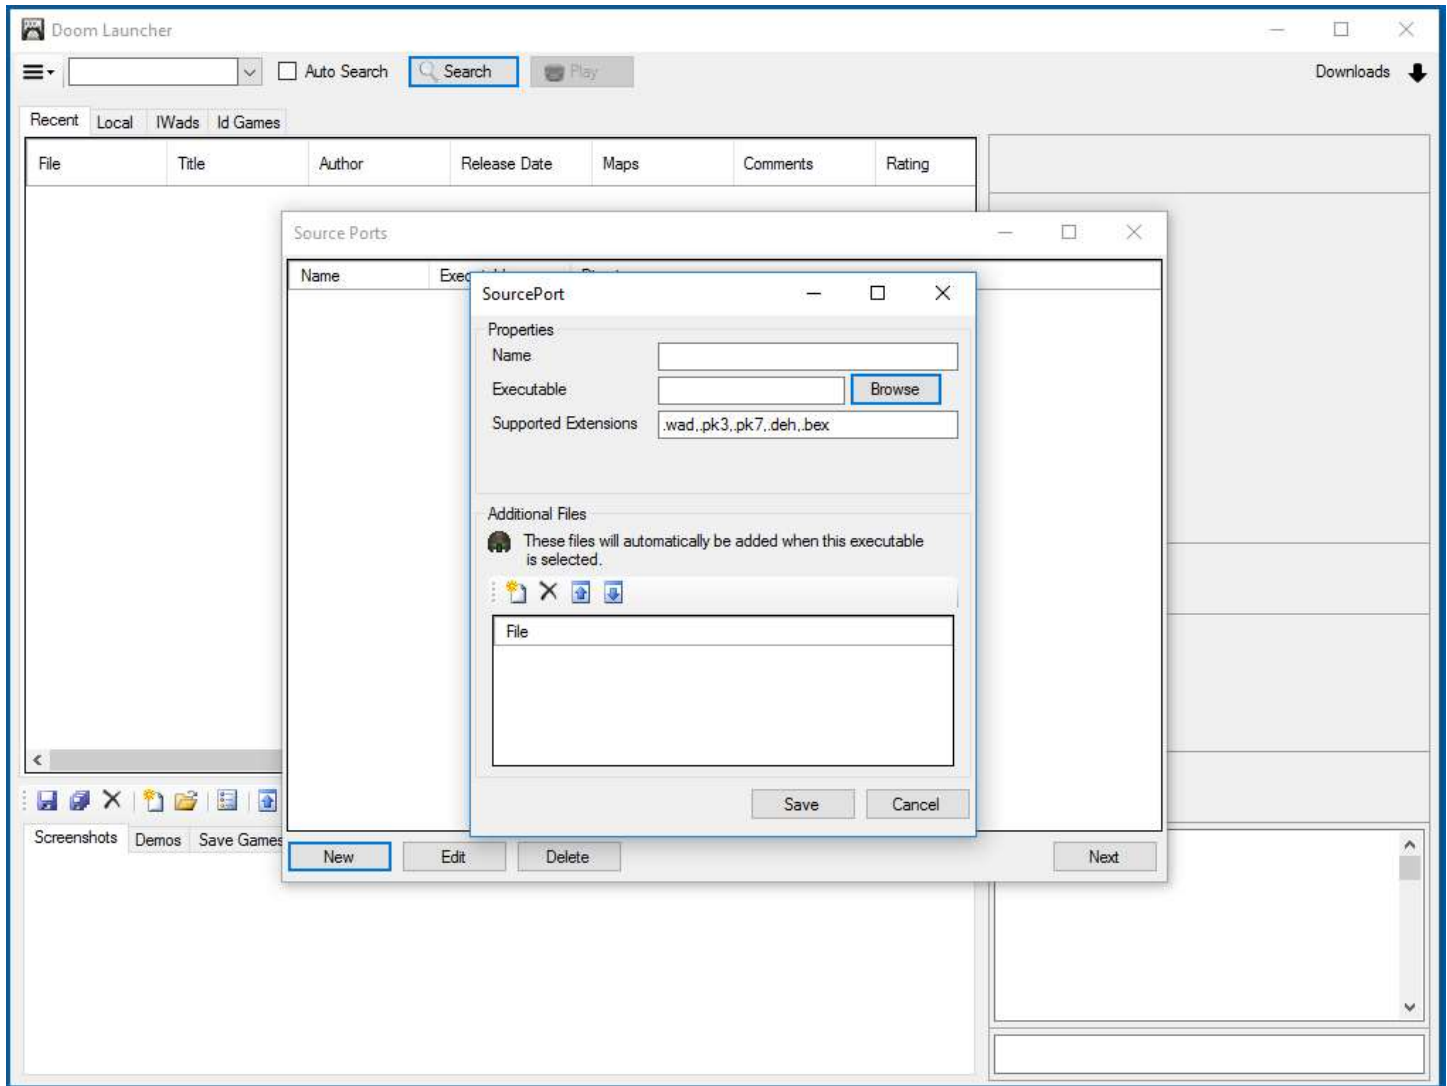 Doom Launcher
Auto Search Search Play Downloads
Recent Local IWads Id Games
File Title Author Release Date Maps Comments Rating
Source Ports
Name
SourcePort
Properties
Name
Executable Browse
Supported Extensions .wad,.pk3,.pk7,.deh,.bex
Additional Files
These files will automatically be added when this executable
is selected.
File
Save Cancel
Screenshots Demos Save Games
New Edit Delete Next